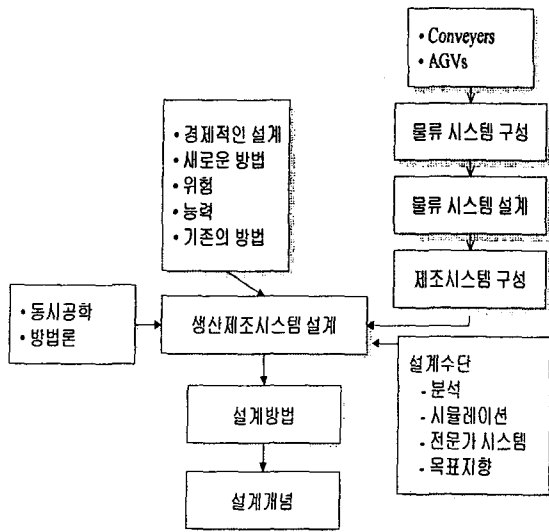 • Conveyers
• AGVs
물류 시스템 구성
물류 시스템 설계
제조시스템 구성
• 경제적인 설계
• 새로운 방법
• 위험
• 능력
• 기존의 방법
• 동시공학
• 방법론
생산제조시스템 설계
설계수단
- 분석
- 시뮬레이션
- 전문가 시스템
- 목표지향
설계방법
설계개념